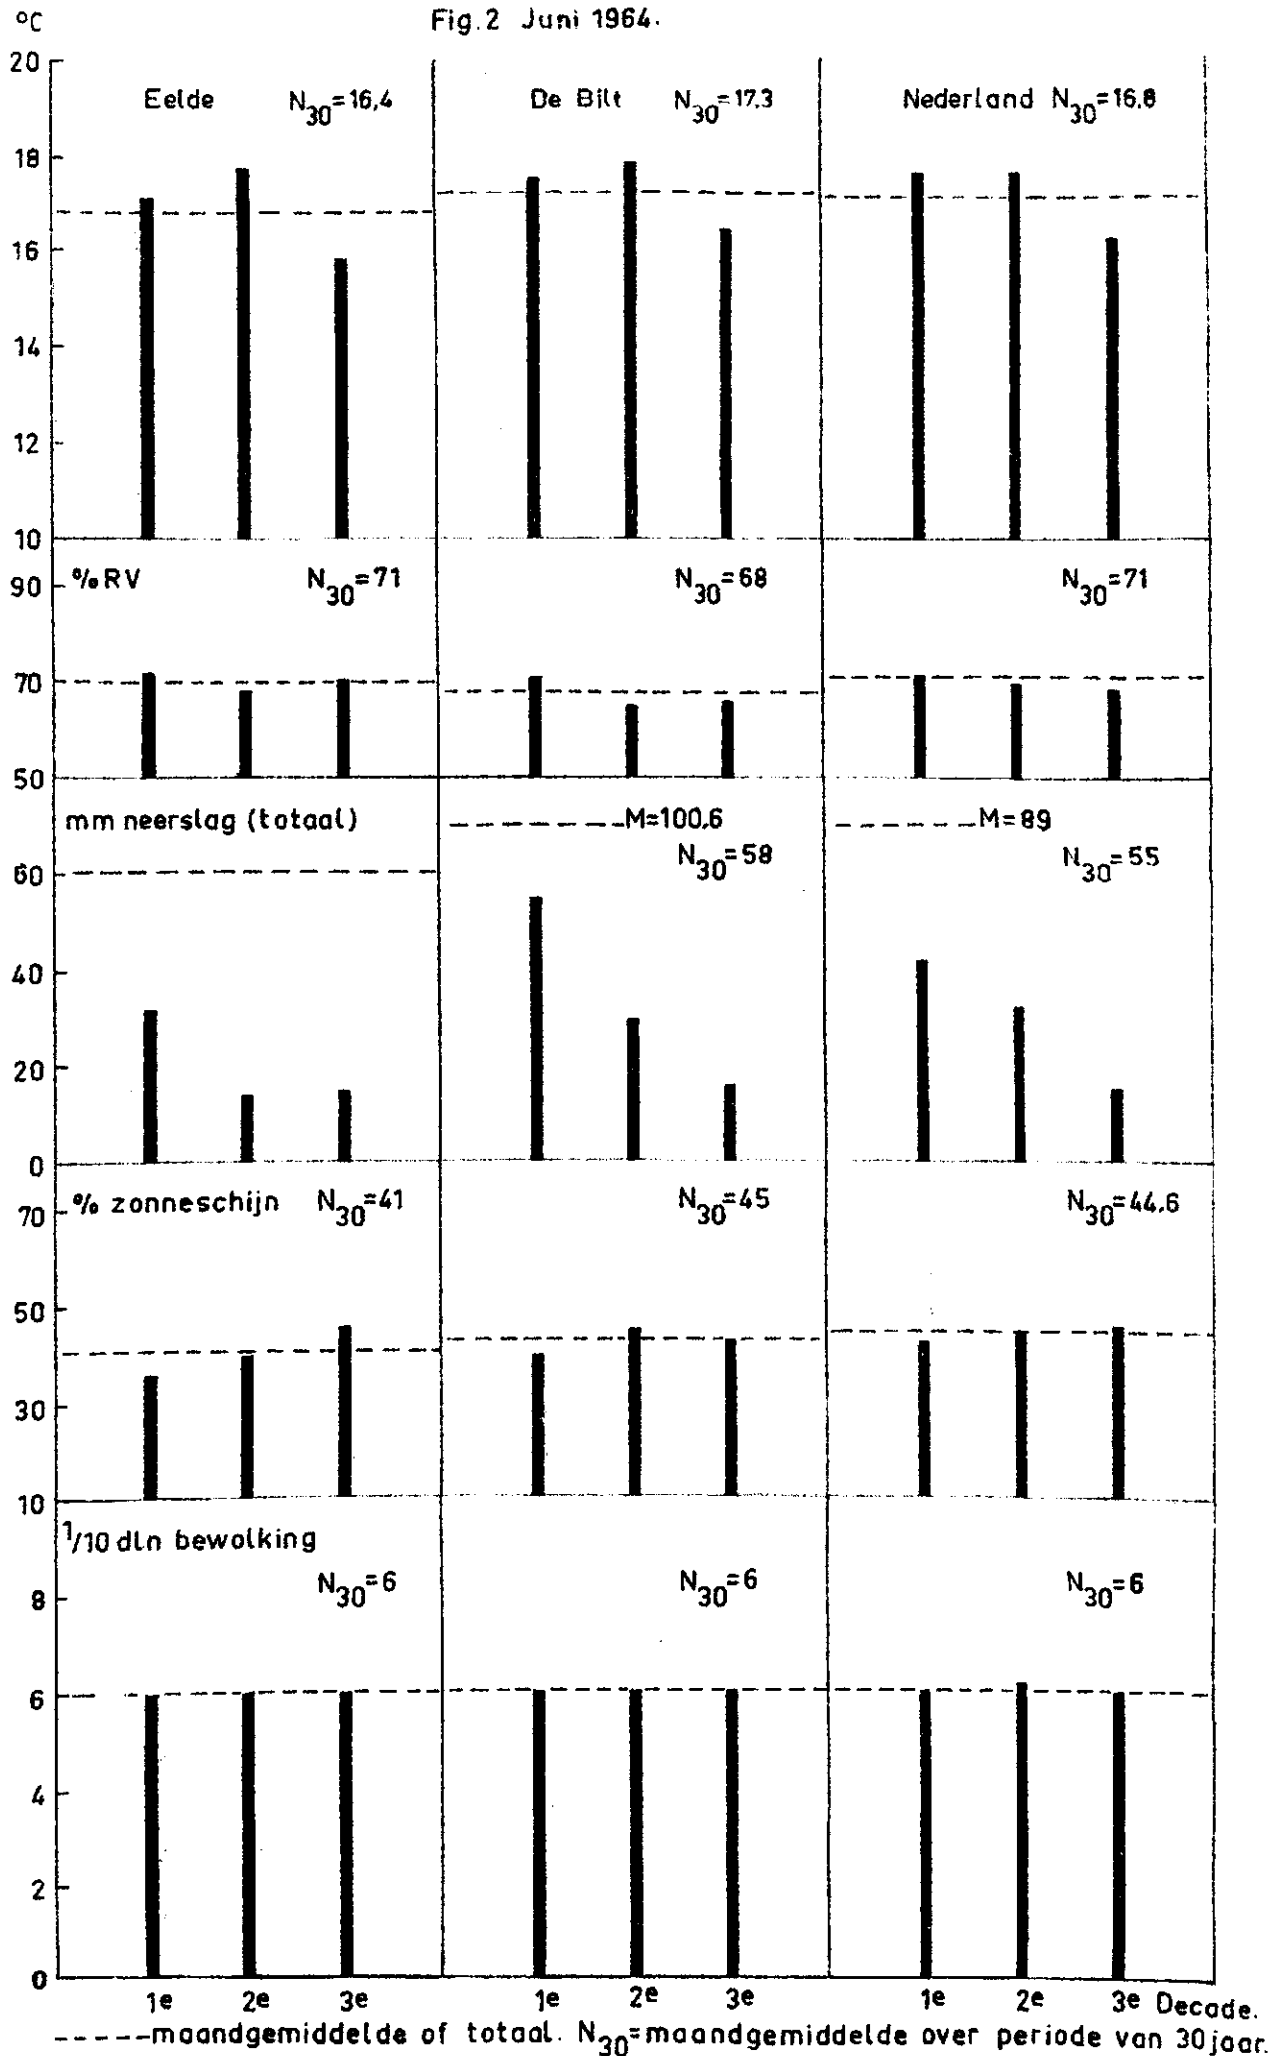 Fig.2 Juni 1964.
°C
20
Eelde N30=16,4 De Bilt N30=17,3 Nederland N30=16.8
18
16
14
12
10
90 % RV N30=71 N30=68 N30=71
70
50
mm neerslag (totaal) M=100.6 M=89
N30=58 N30=55
60
40
20
0
% zonneschijn N30=41 N30=45 N30=44.6
70
50
30
10
1/10 dln bewolking
N30=6 N30=6 N30=6
8
6
4
2
0
1e 2e 3e 1e 2e 3e 1e 2e 3e Decade.
-----maandgemiddelde of totaal. N30=maandgemiddelde over periode van 30 jaar.